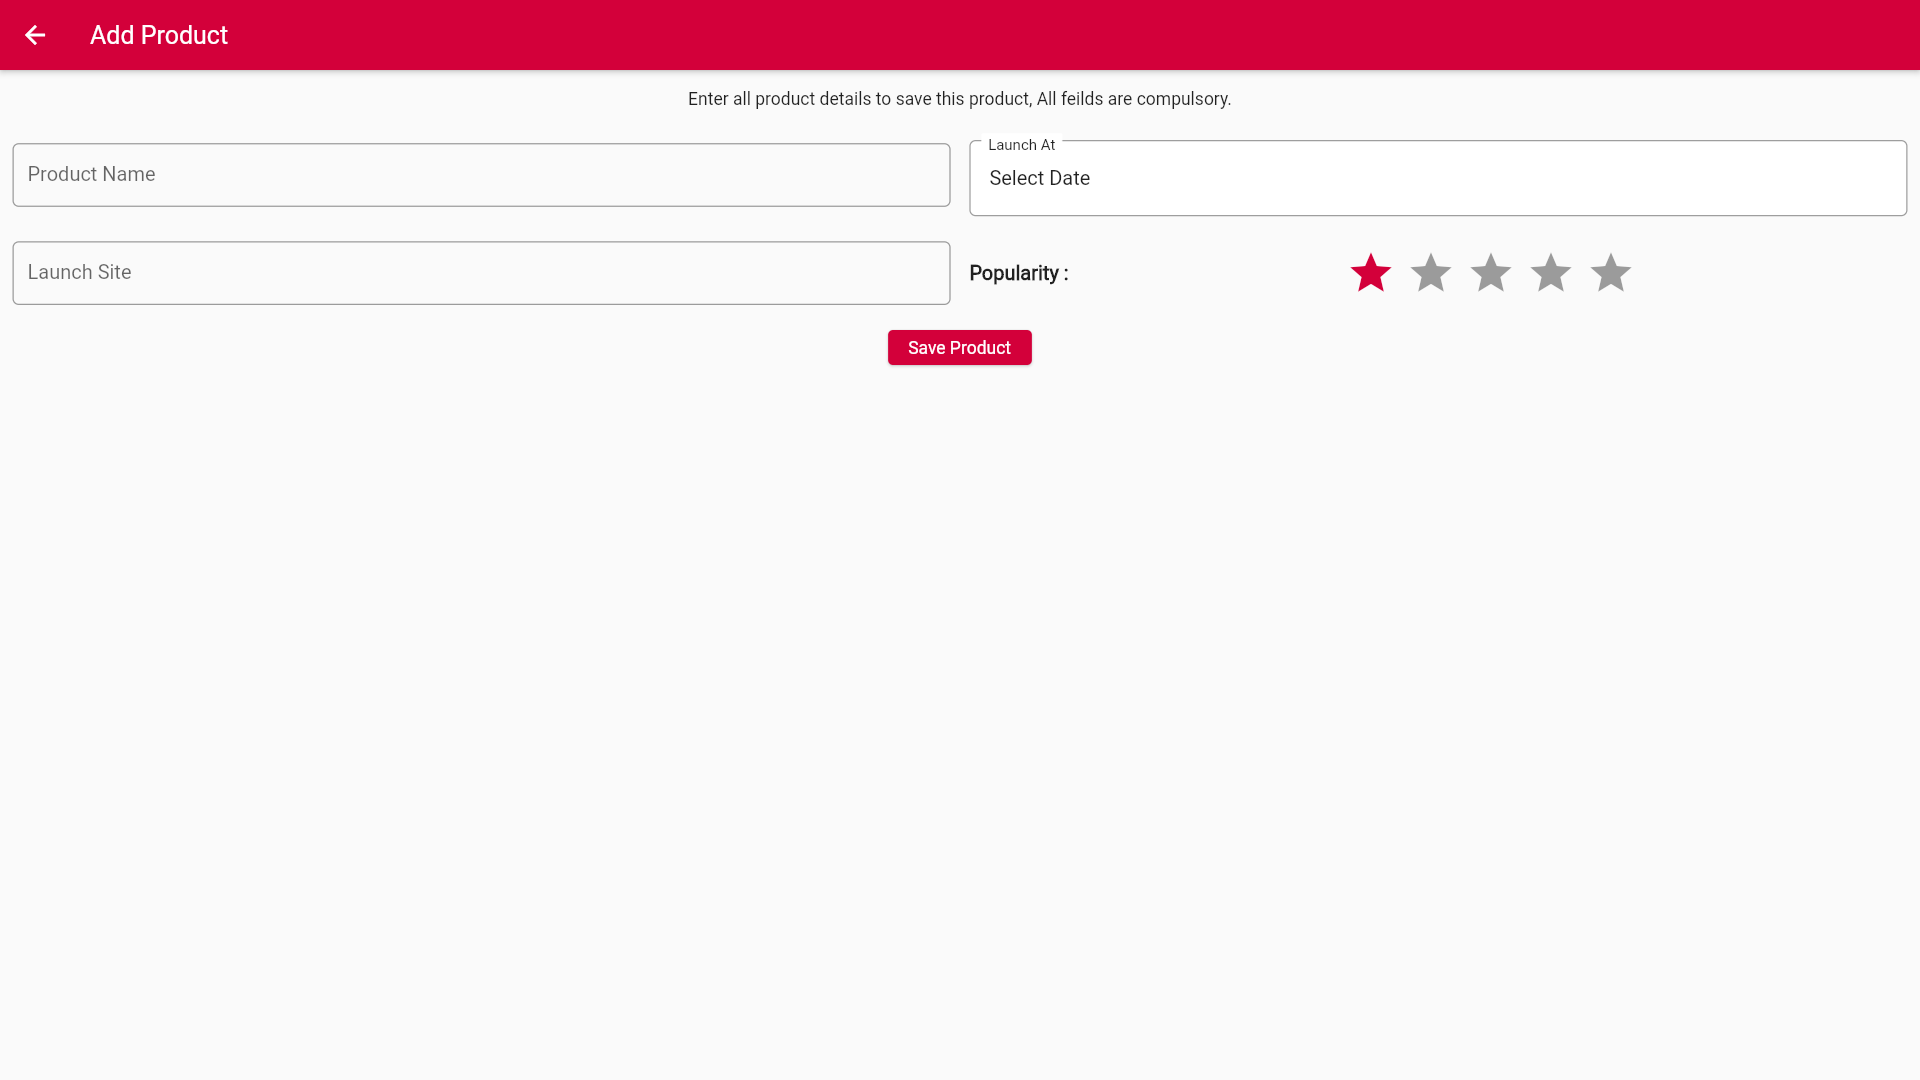 Add Product
Enter all product details to save this product, All feilds are compulsory.
Product Name
Launch At
Select Date
Launch Site
Popularity :
Save Product